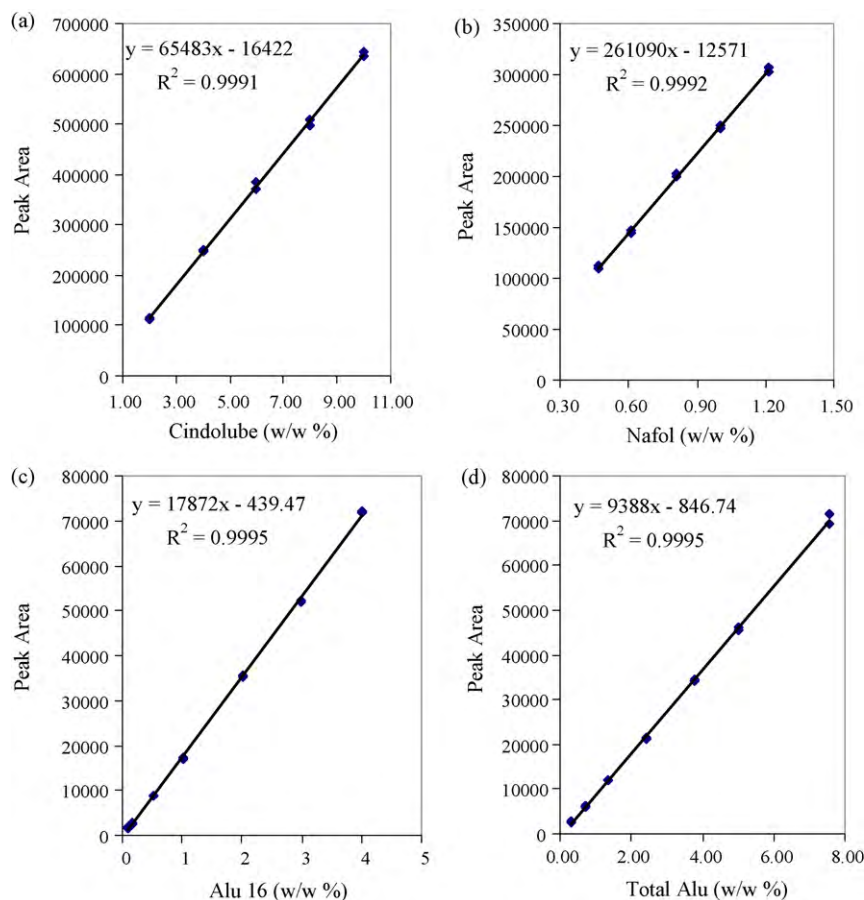 (a)
y = 65483x - 16422
R² = 0.9991
700000
600000
500000
400000
300000
200000
100000
0
Peak Area
1.00 3.00 5.00 7.00 9.00 11.00
Cindolube (w/w %)
(b)
y = 261090x - 12571
R² = 0.9992
350000
300000
250000
200000
150000
100000
50000
0
Peak Area
0.30 0.60 0.90 1.20 1.50
Nafol (w/w %)
(c)
y = 17872x - 439.47
R² = 0.9995
80000
70000
60000
50000
40000
30000
20000
10000
0
Peak Area
0 1 2 3 4 5
Alu 16 (w/w %)
(d)
y = 9388x - 846.74
R² = 0.9995
80000
70000
60000
50000
40000
30000
20000
10000
0
Peak Area
0.00 2.00 4.00 6.00 8.00
Total Alu (w/w %)